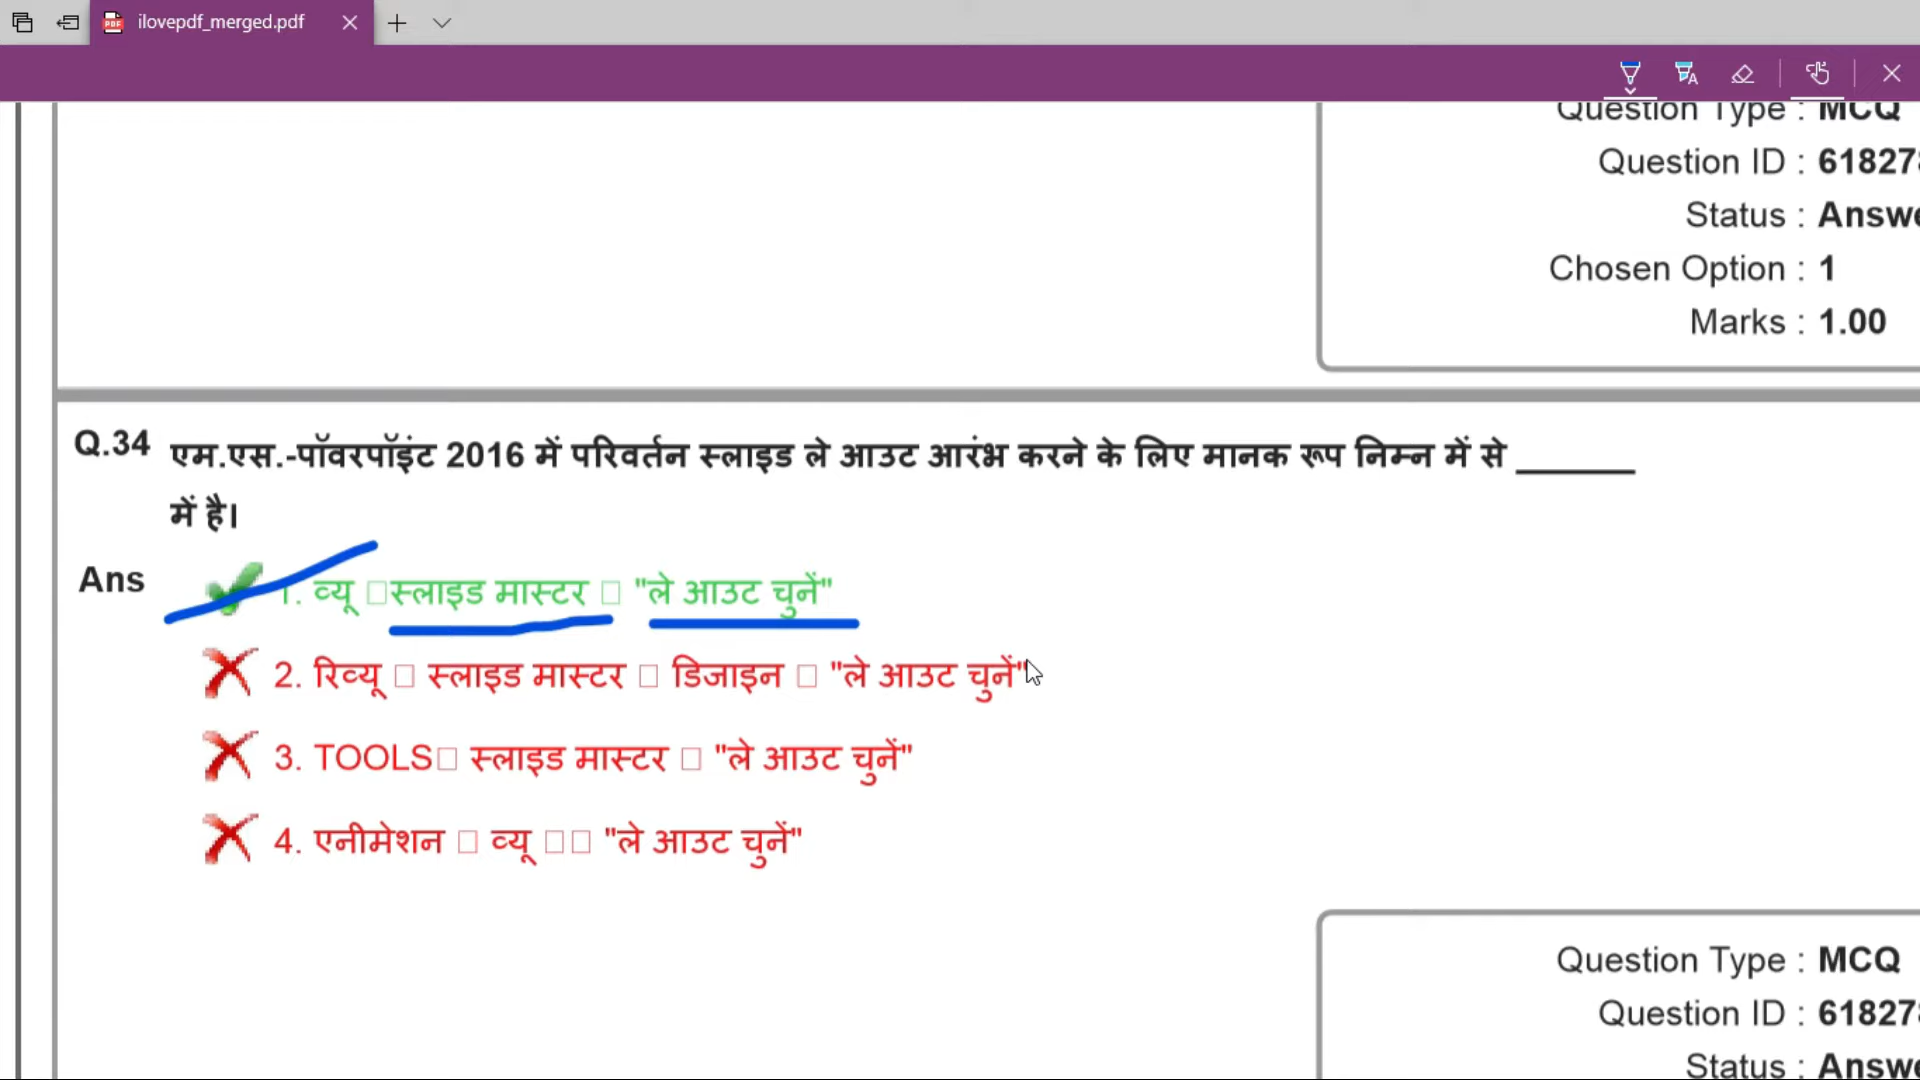 ilovepdf_merged.pdf
Question Type : MCQ
Question ID : 61827
Status : Answe
Chosen Option : 1
Marks : 1.00
Q.34 एम.एस.-पॉवरपॉइंट 2016 में परिवर्तन स्लाइड ले आउट आरंभ करने के लिए मानक रूप निम्न में से ______
में है।
Ans 1. व्यू □स्लाइड मास्टर □ "ले आउट चुनें"
2. रिव्यू □ स्लाइड मास्टर □ डिजाइन □ "ले आउट चुनें"
3. TOOLS□ स्लाइड मास्टर □ "ले आउट चुनें"
4. एनीमेशन □ व्यू □□ "ले आउट चुनें"
Question Type : MCQ
Question ID : 61827
Status : Answe